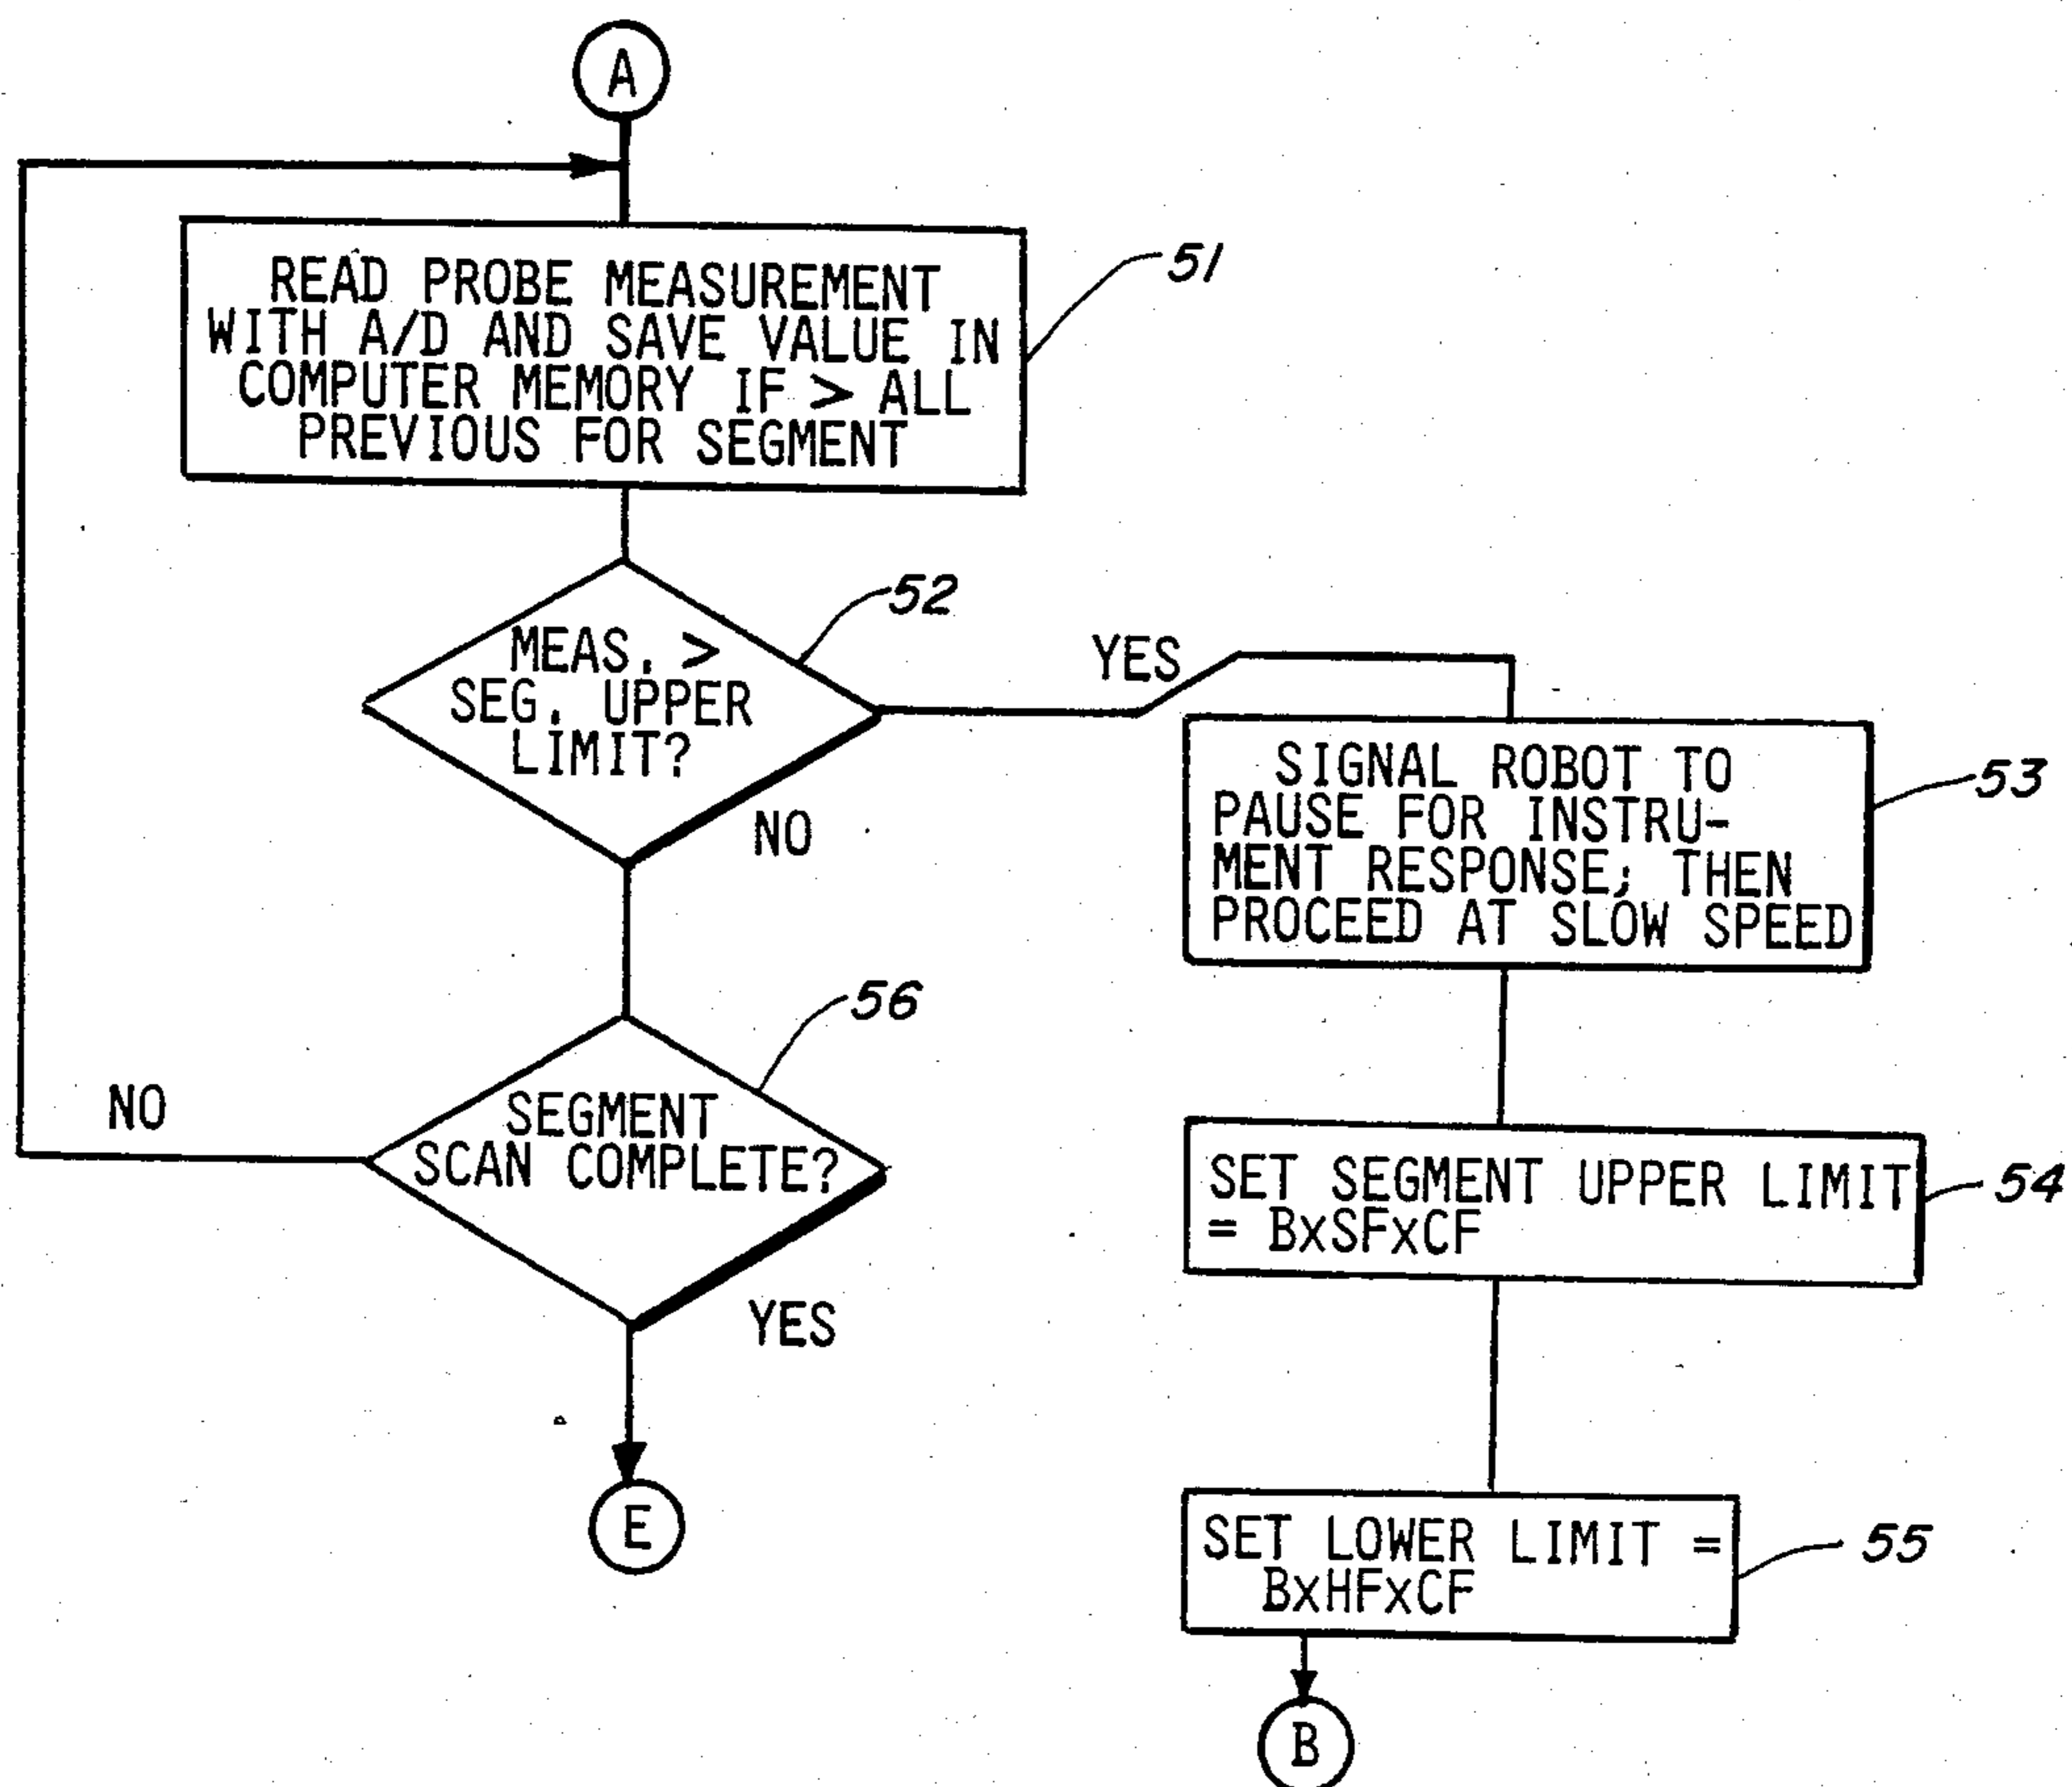 A
READ PROBE MEASUREMENT
WITH A/D AND SAVE VALUE IN
COMPUTER MEMORY IF > ALL
PREVIOUS FOR SEGMENT
51
MEAS. >
SEG. UPPER
LIMIT?
52
YES
NO
SIGNAL ROBOT TO
PAUSE FOR INSTRU-
MENT RESPONSE; THEN
PROCEED AT SLOW SPEED
53
SEGMENT
SCAN COMPLETE?
56
NO
YES
E
SET SEGMENT UPPER LIMIT
= BxSFxCF
54
SET LOWER LIMIT =
BxHFxCF
55
B